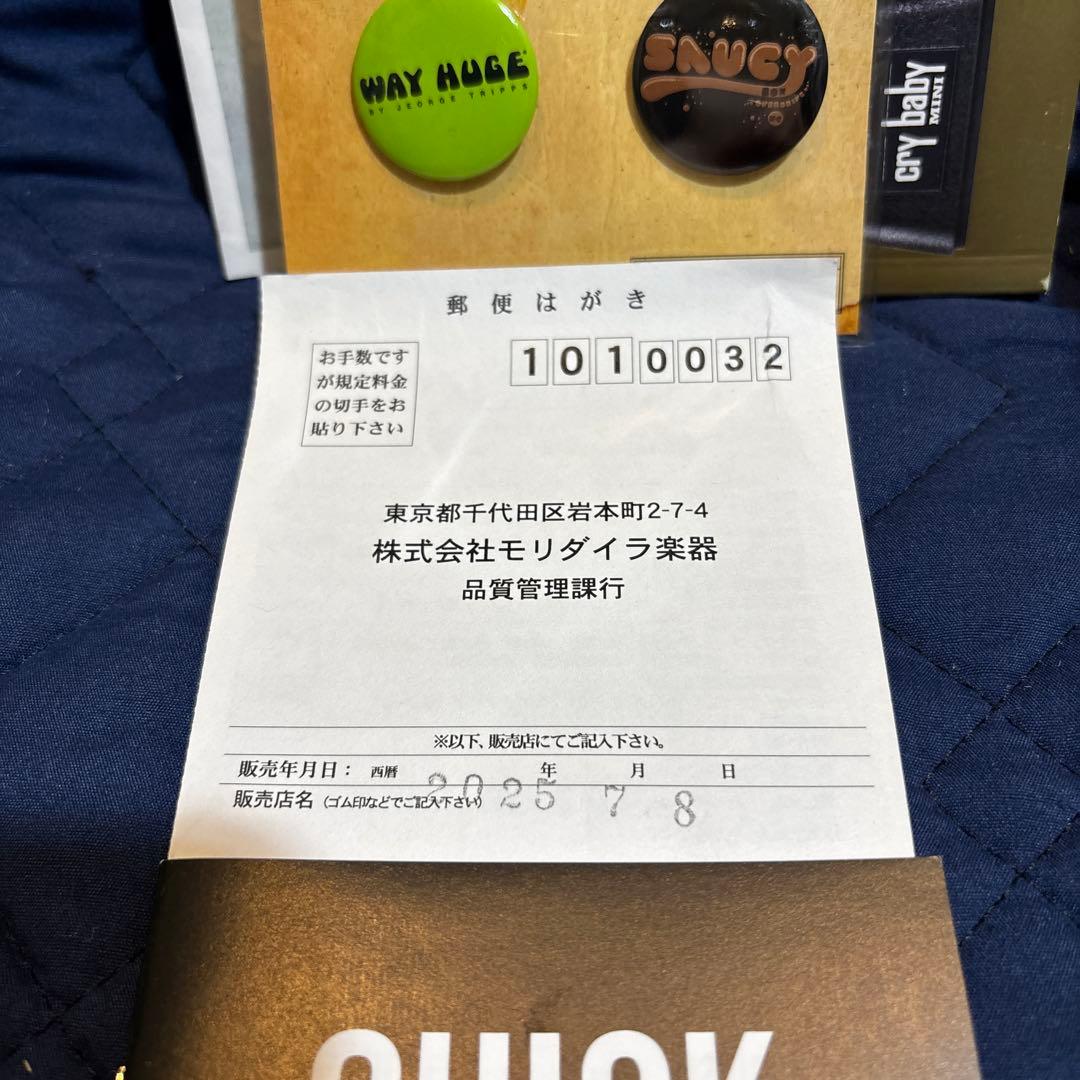 WAY HUGE
BY JEORGE TRIPPS
SAUCY
BOX
cry baby
MINI
郵便はがき
お手数です
が規定料金
の切手をお
貼り下さい
1010032
東京都千代田区岩本町2-7-4
株式会社モリダイラ楽器
品質管理課行
※以下、販売店にてご記入下さい。
販売年月日： 西暦 年 月 日
2025 7 8
販売店名（ゴム印などでご記入下さい）